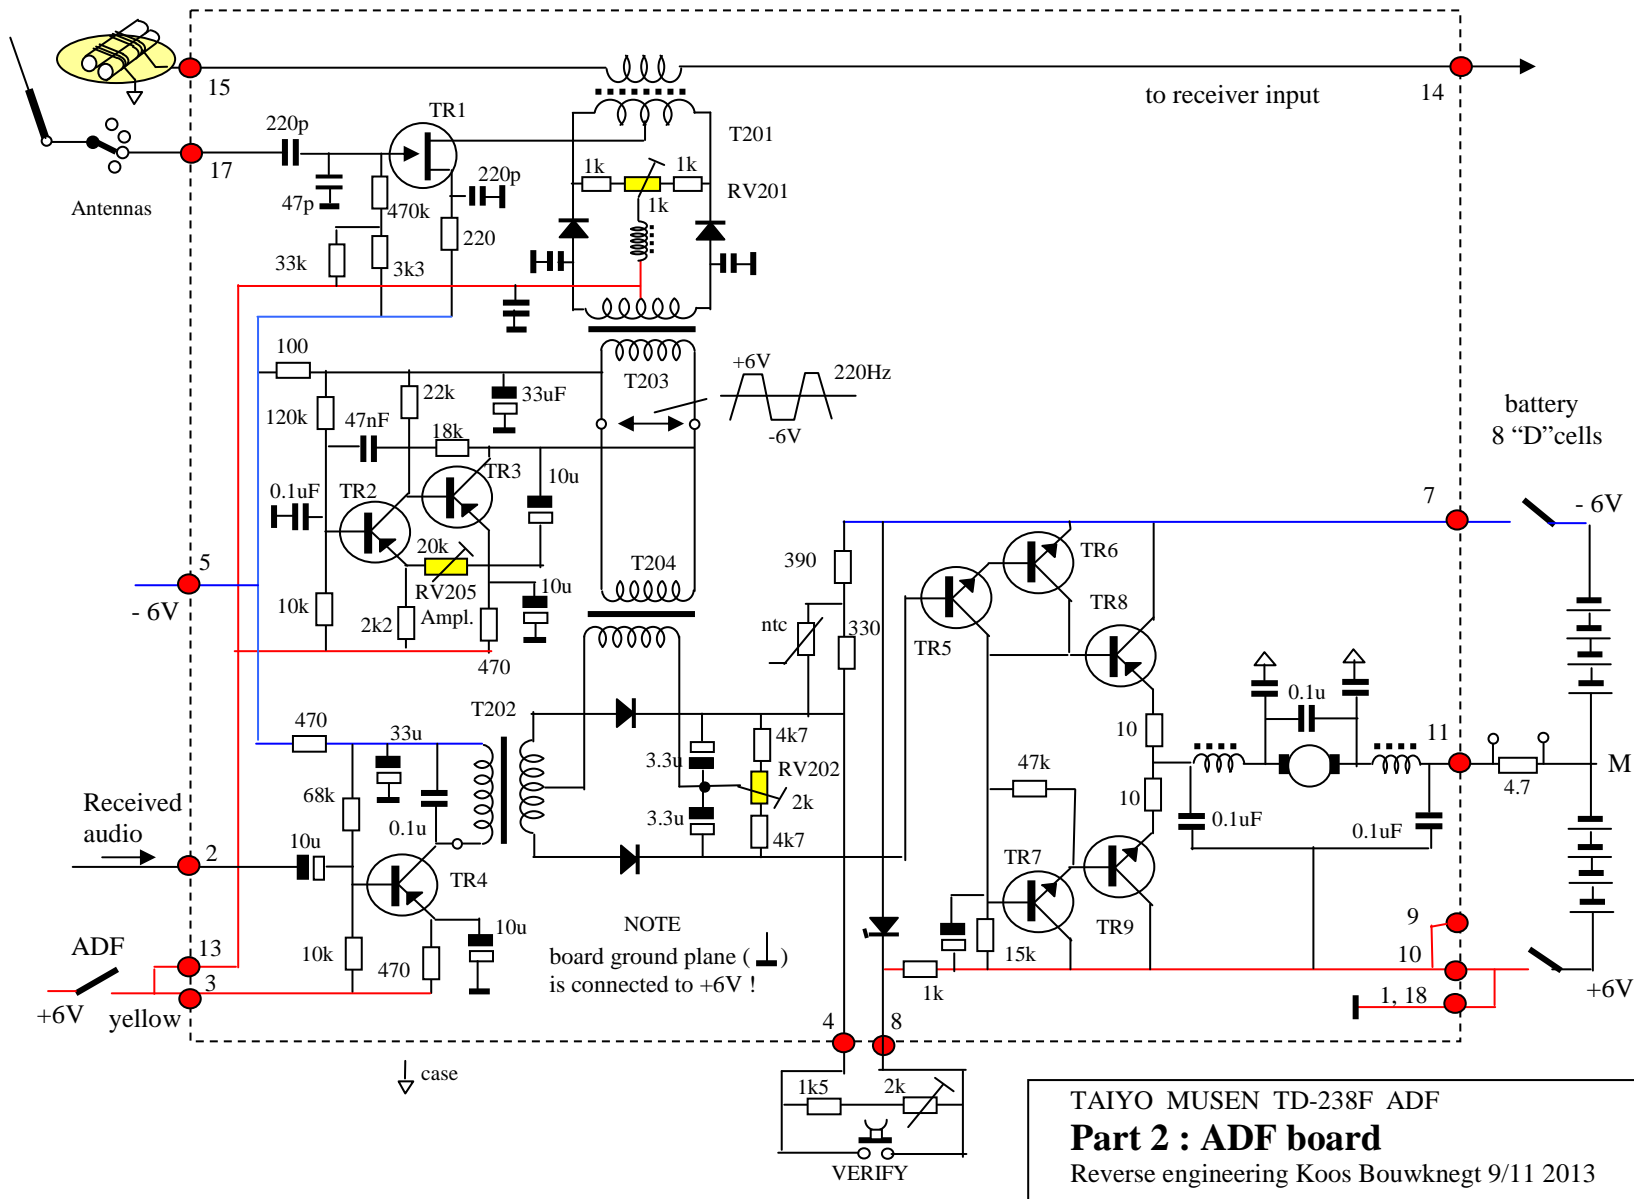 15
to receiver input
14
TR1
220p
T201
17
1k
1k
220p
RV201
47p
470k
1k
Antennas
220
33k
3k3
100
+6V
220Hz
T203
22k
33uF
120k
47nF
-6V
18k
battery
8 "D"cells
TR3
10u
0.1uF
TR2
7
- 6V
20k
T204
390
TR6
5
RV205
10u
- 6V
10k
Ampl.
2k2
ntc
330
TR8
TR5
470
T202
470
33u
0.1u
4k7
10
11
3.3u
RV202
47k
M
68k
2k
10
4.7
Received
audio
0.1u
3.3u
0.1uF
0.1uF
10u
4k7
2
TR7
TR4
NOTE
10u
9
TR9
ADF
13
10k
470
board ground plane ( )
15k
10
is connected to +6V !
3
1k
1, 18
+6V
+6V
yellow
4
8
case
1k5
2k
VERIFY
TAIYO MUSEN TD-238F ADF
Part 2 : ADF board
Reverse engineering Koos Bouwknegt 9/11 2013